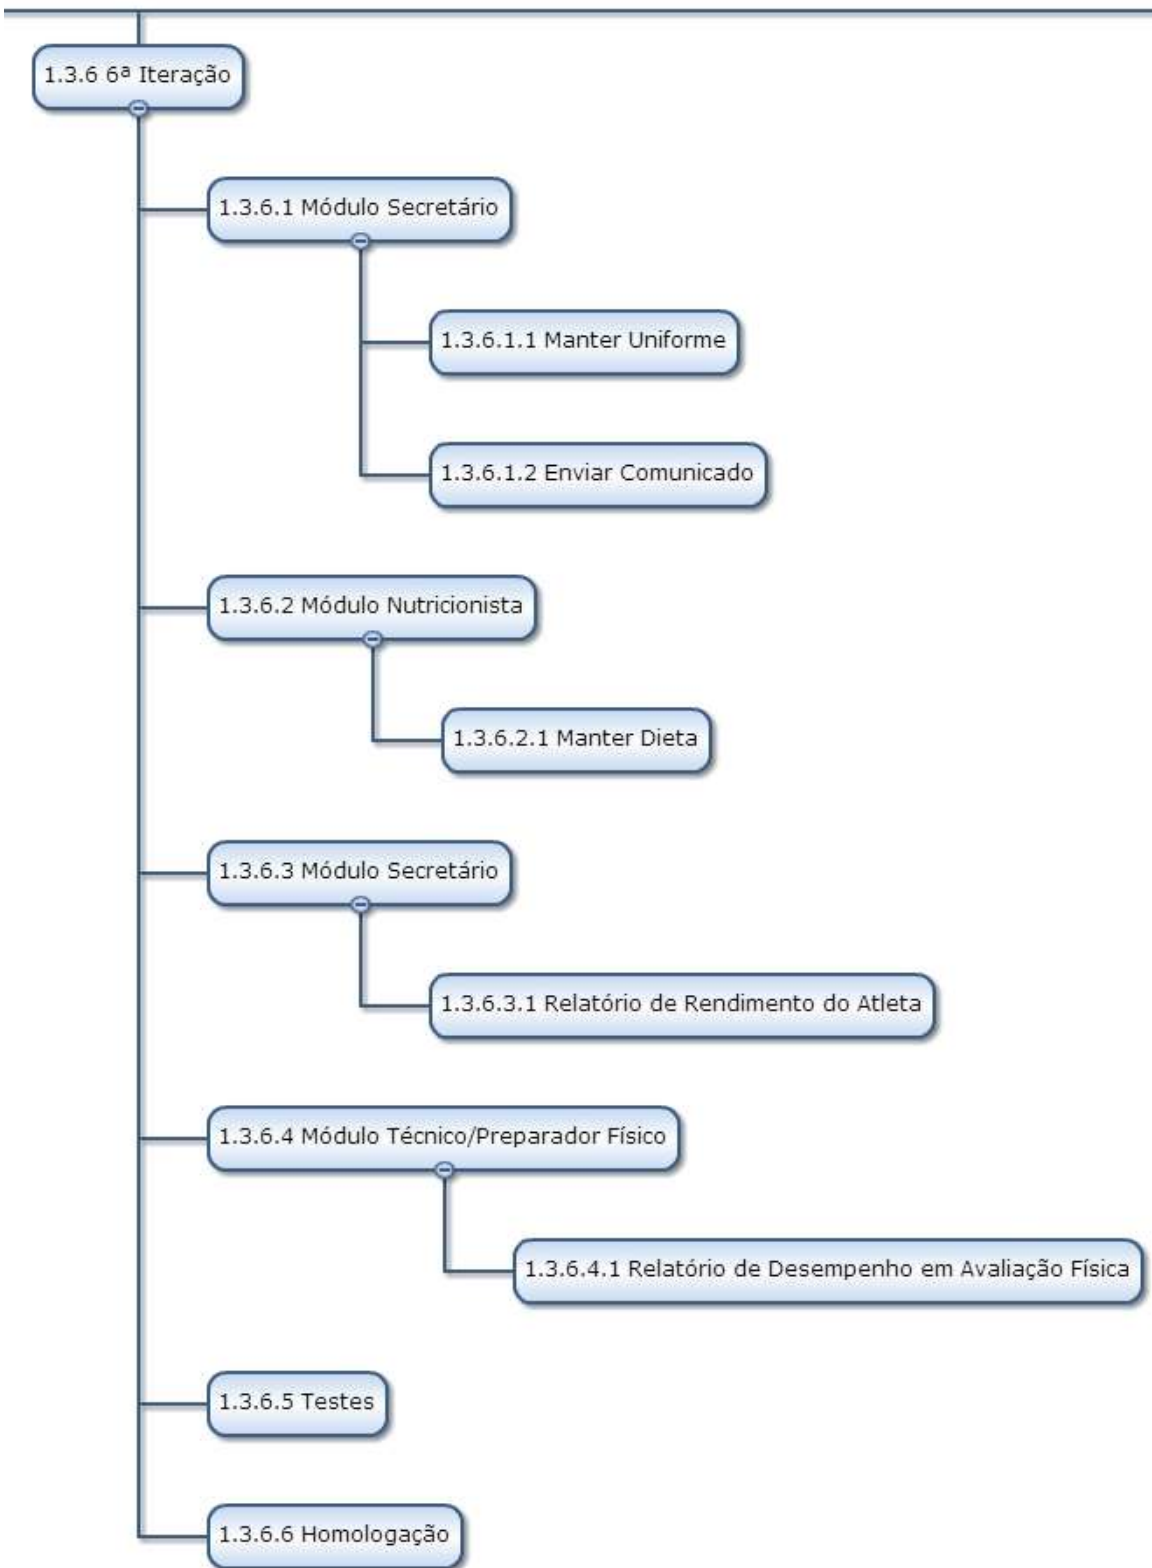 1.3.6 6ª Iteração
1.3.6.1 Módulo Secretário
1.3.6.1.1 Manter Uniforme
1.3.6.1.2 Enviar Comunicado
1.3.6.2 Módulo Nutricionista
1.3.6.2.1 Manter Dieta
1.3.6.3 Módulo Secretário
1.3.6.3.1 Relatório de Rendimento do Atleta
1.3.6.4 Módulo Técnico/Preparador Físico
1.3.6.4.1 Relatório de Desempenho em Avaliação Física
1.3.6.5 Testes
1.3.6.6 Homologação